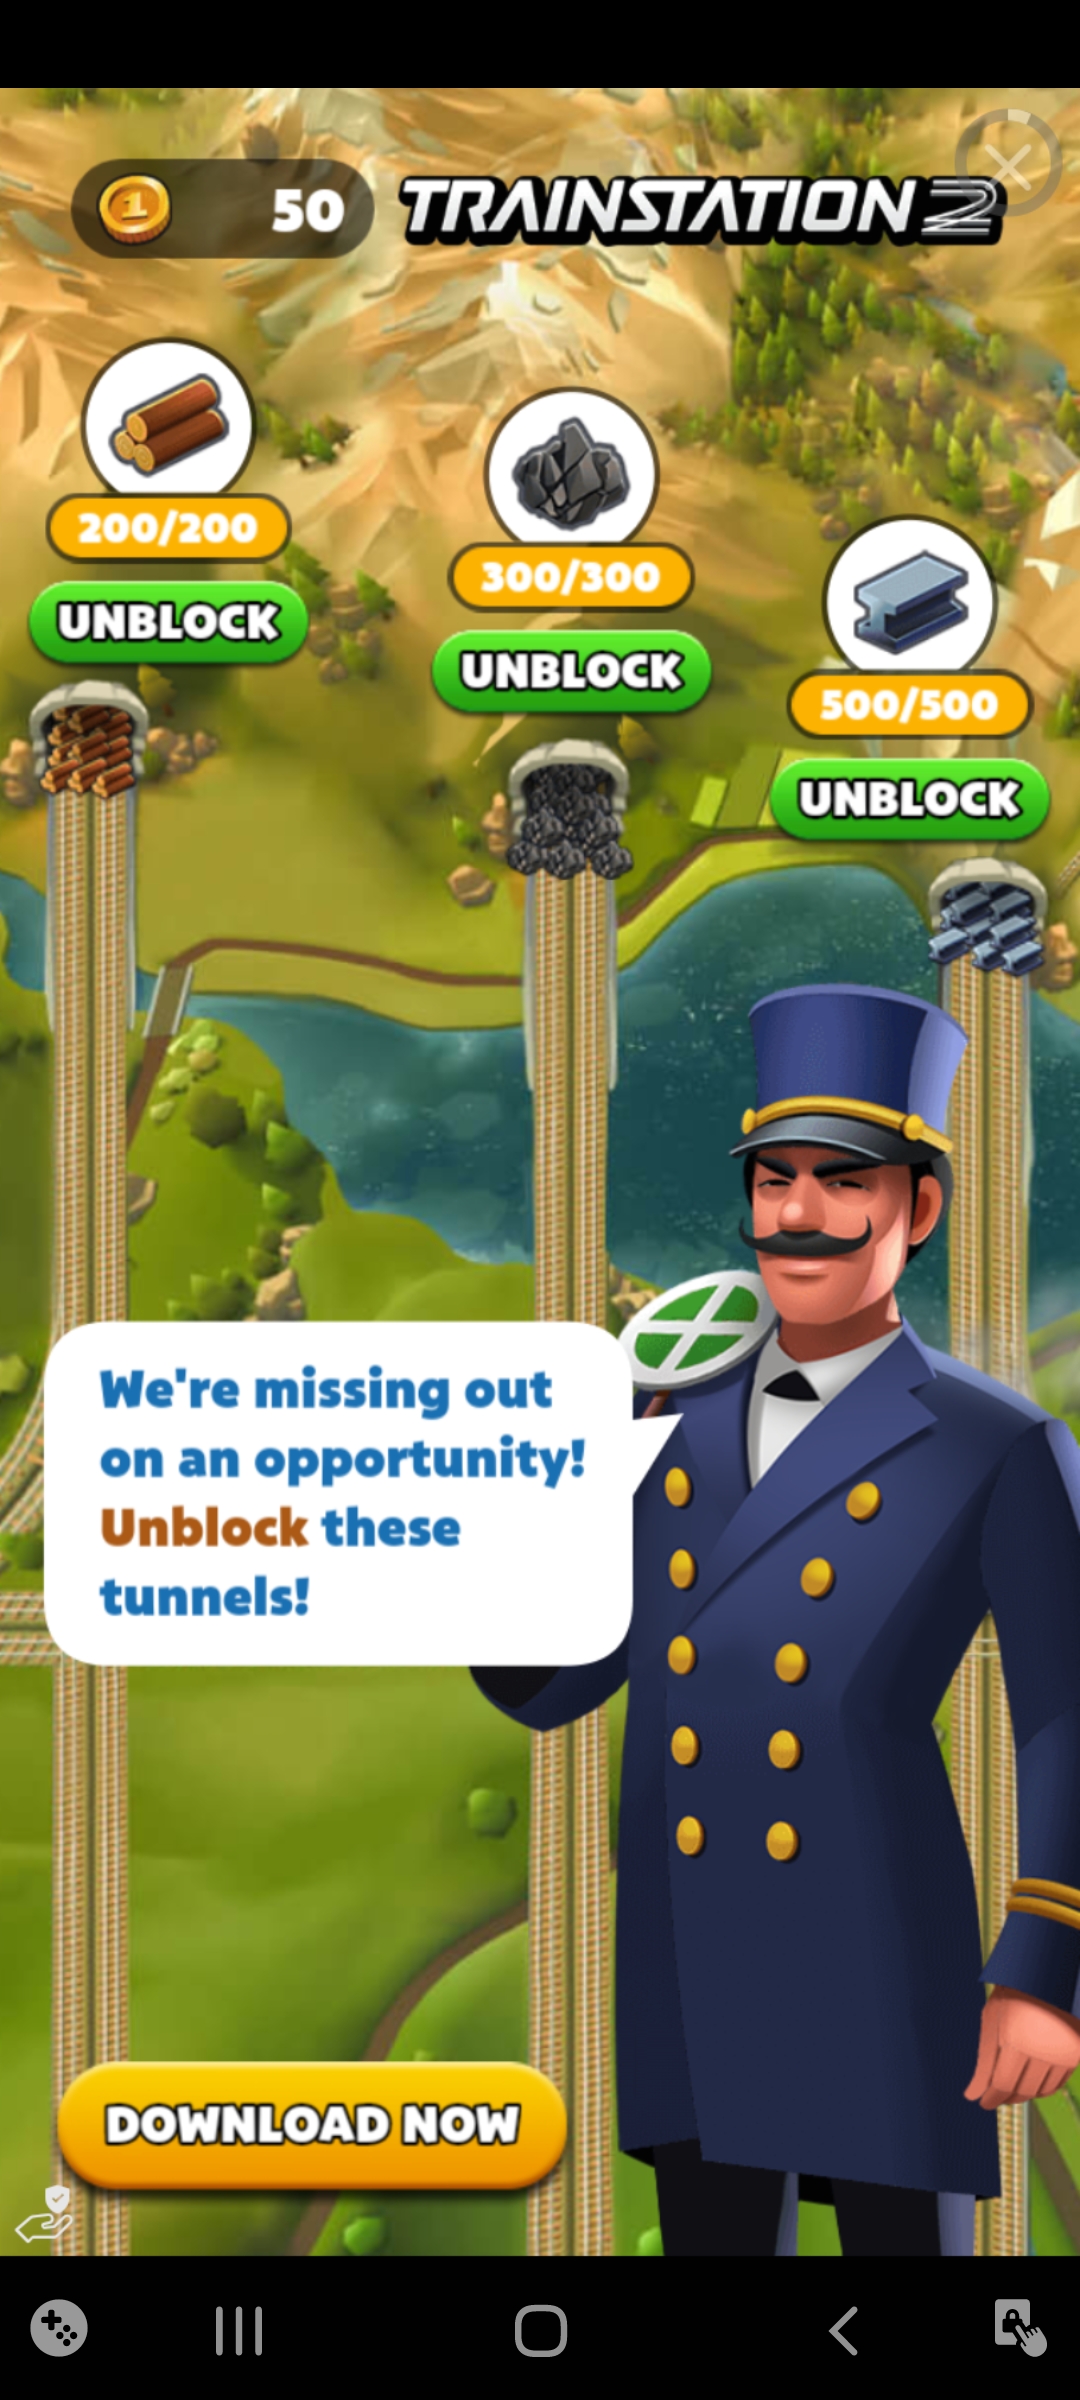 50
TRAINSTATION 2
200/200
UNBLOCK
300/300
UNBLOCK
500/500
UNBLOCK
We're missing out
on an opportunity!
Unblock these
tunnels!
DOWNLOAD NOW